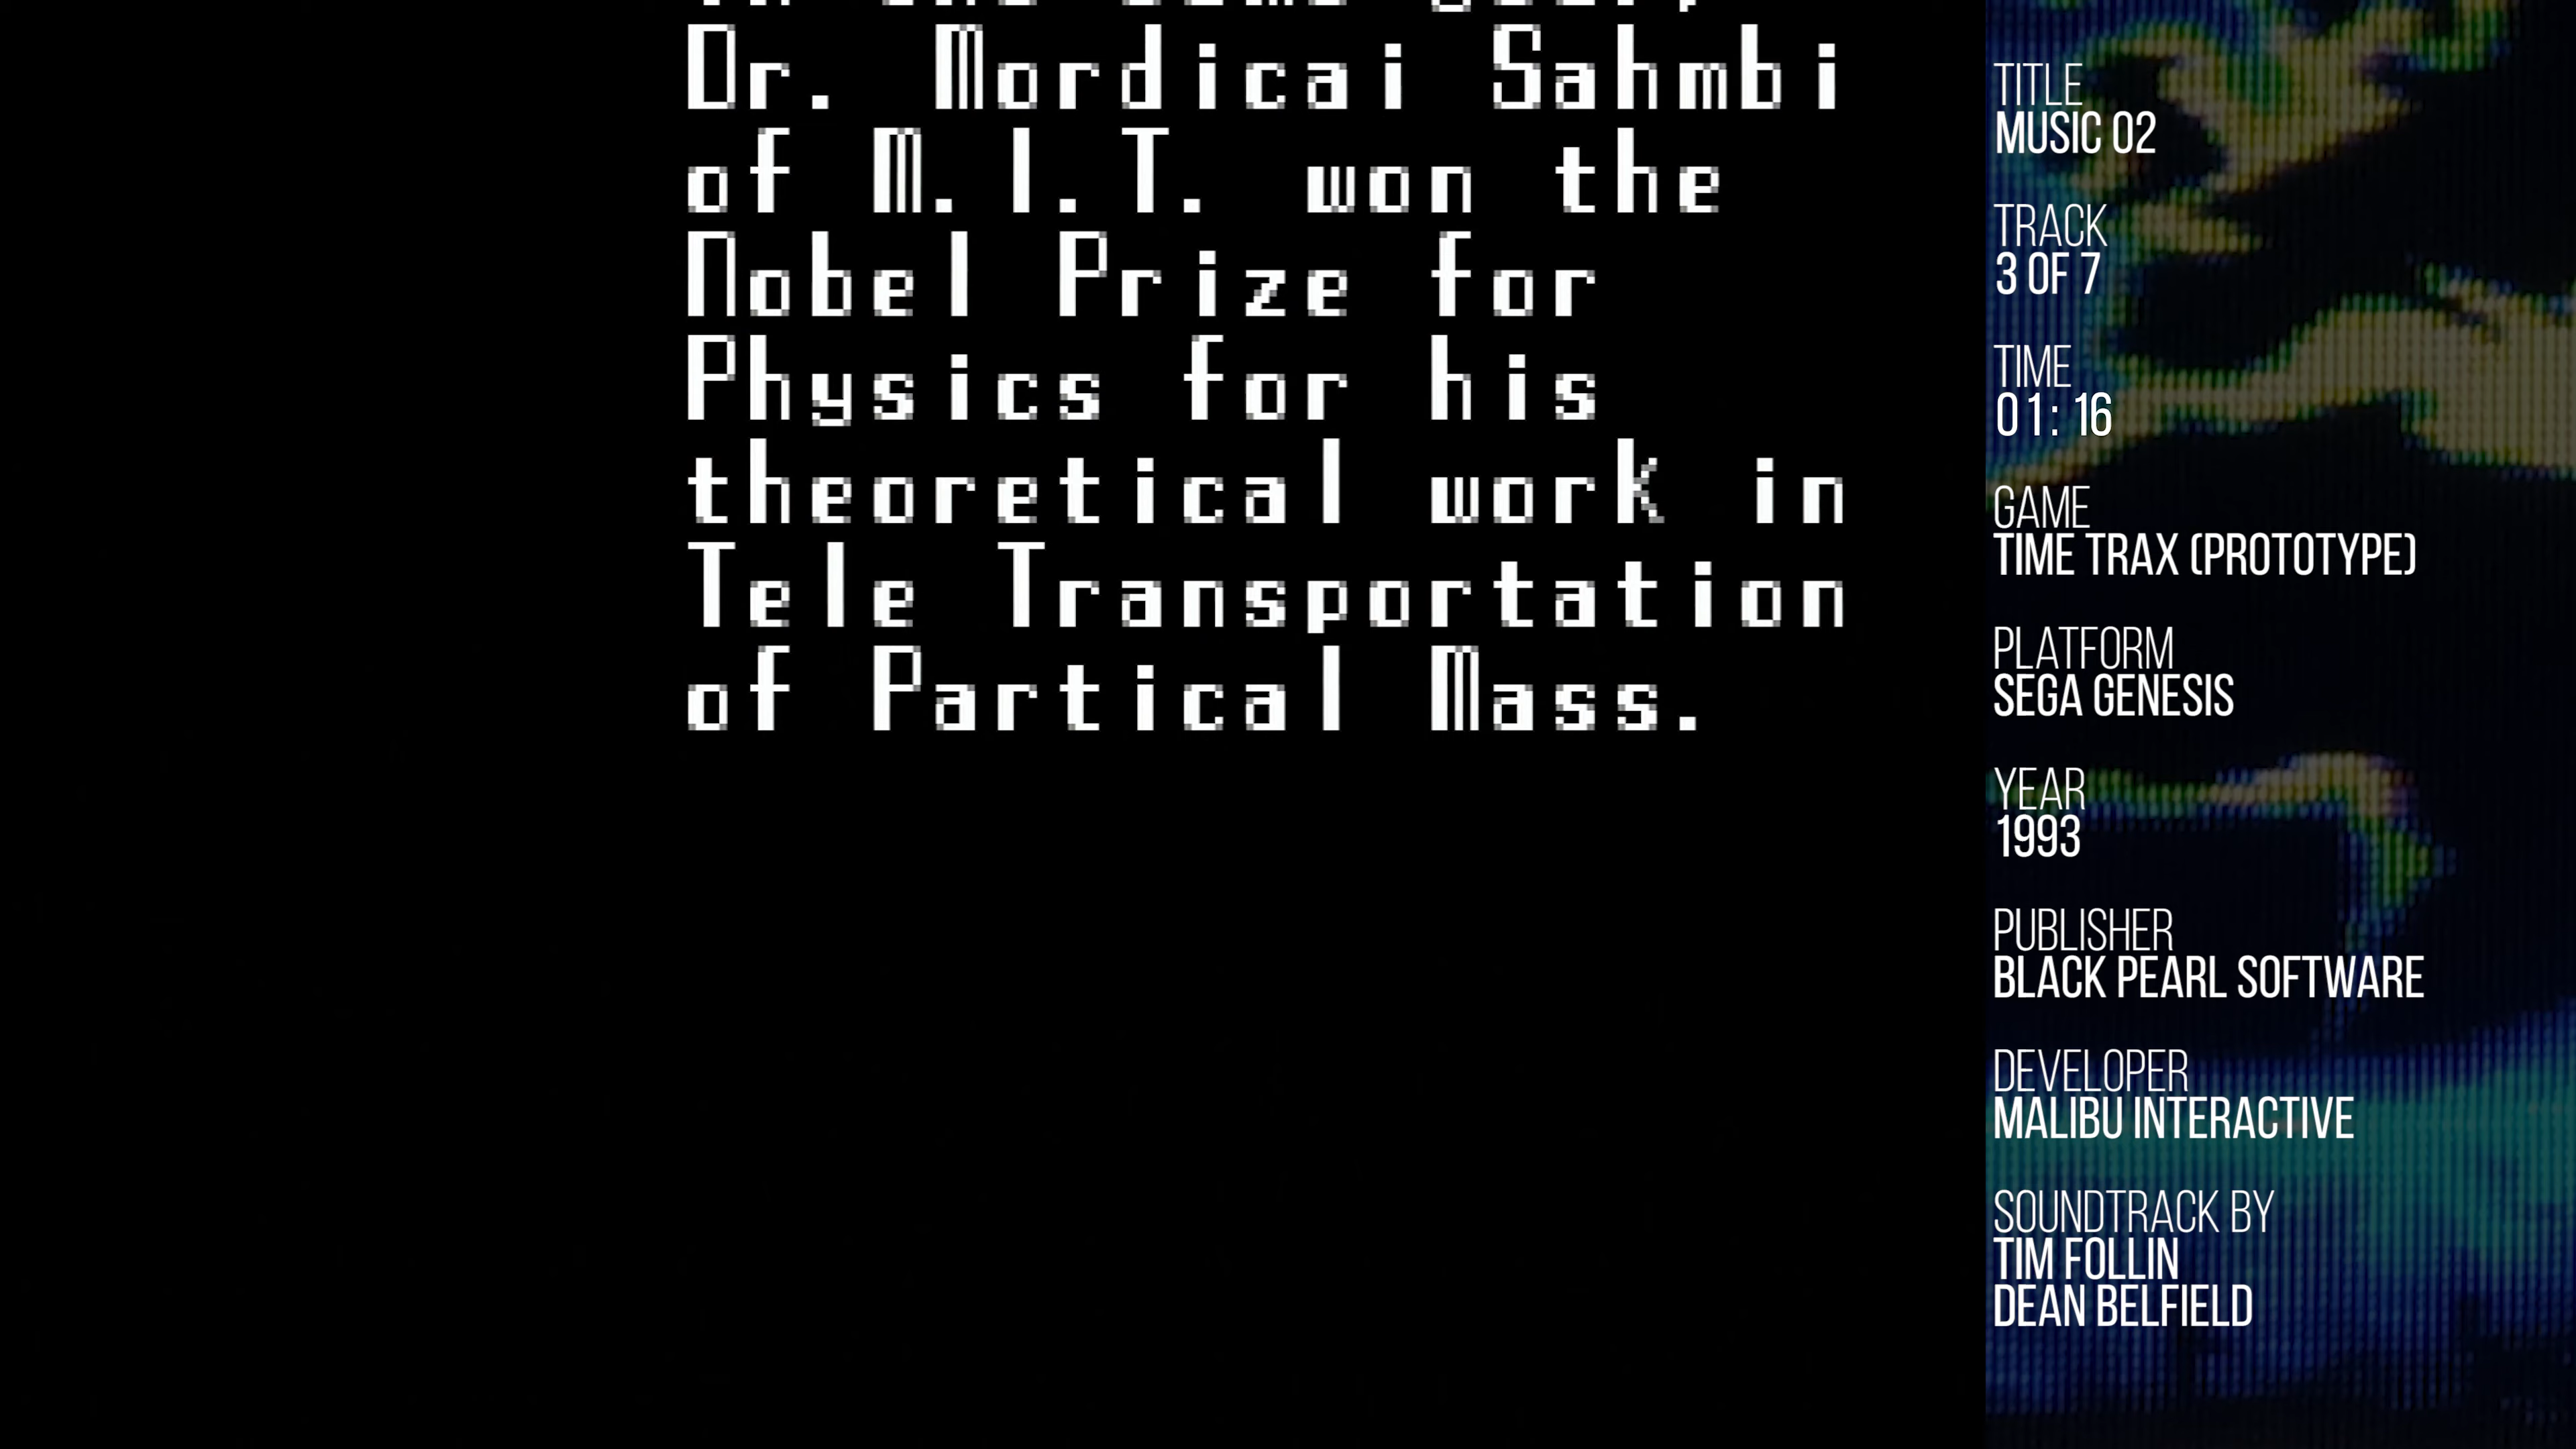 Dr. Mordicai Sahmbi
of M.I.T. won the
Nobel Prize for
Physics for his
theoretical work in
Tele Transportation
of Partical Mass.
TITLE
MUSIC 02
TRACK
3 OF 7
TIME
01:16
GAME
TIME TRAX (PROTOTYPE)
PLATFORM
SEGA GENESIS
YEAR
1993
PUBLISHER
BLACK PEARL SOFTWARE
DEVELOPER
MALIBU INTERACTIVE
SOUNDTRACK BY
TIM FOLLIN
DEAN BELFIELD